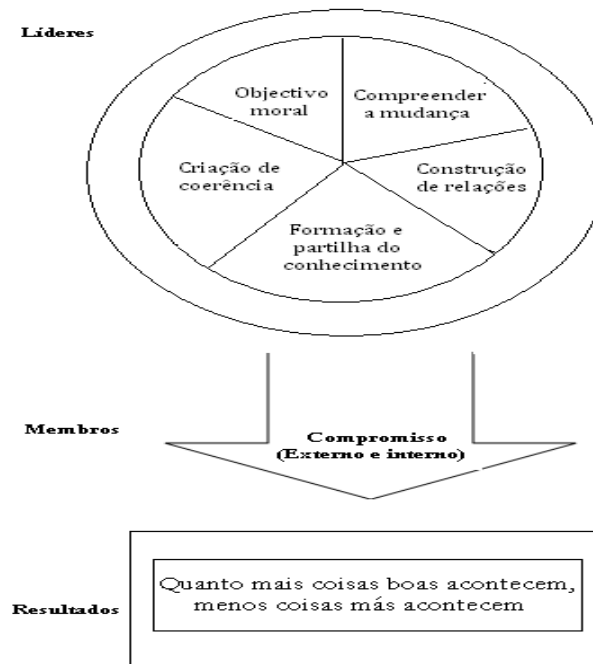 Líderes
Objectivo
moral
Compreender
a mudança
Criação de
coerência
Construção
de relações
Formação e
partilha do
conhecimento
Membros
Compromisso
(Externo e interno)
Resultados
Quanto mais coisas boas acontecem,
menos coisas más acontecem